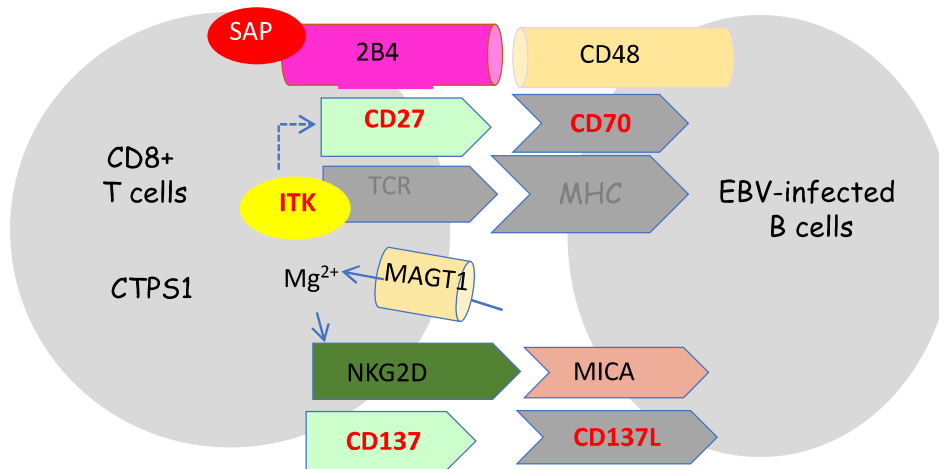 SAP
2B4
CD48
CD27
CD70
CD8+
T cells
TCR
MHC
ITK
EBV-infected
B cells
CTPS1
Mg²⁺
MAGT1
NKG2D
MICA
CD137
CD137L